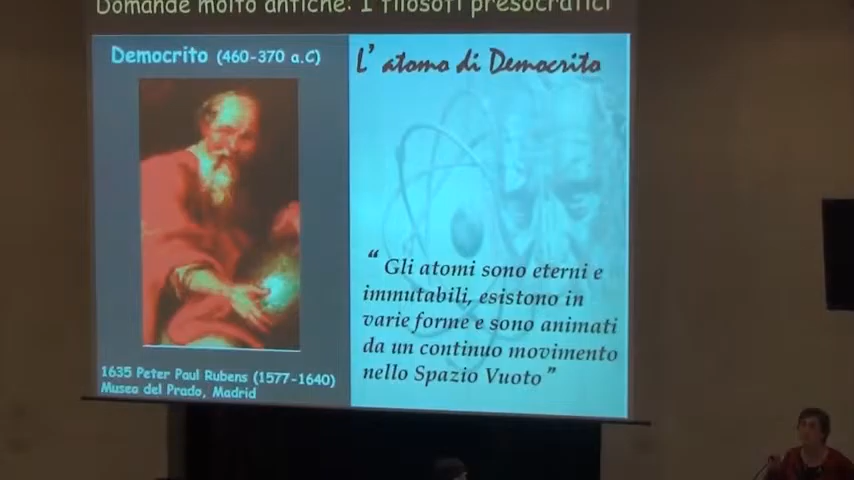 Domande molto antiche: I filosofi presocratici
Democrito (460-370 a.C)
L' atomo di Democrito
“ Gli atomi sono eterni e
immutabili, esistono in
varie forme e sono animati
da un continuo movimento
nello Spazio Vuoto ”
1635 Peter Paul Rubens (1577-1640)
Museo del Prado, Madrid